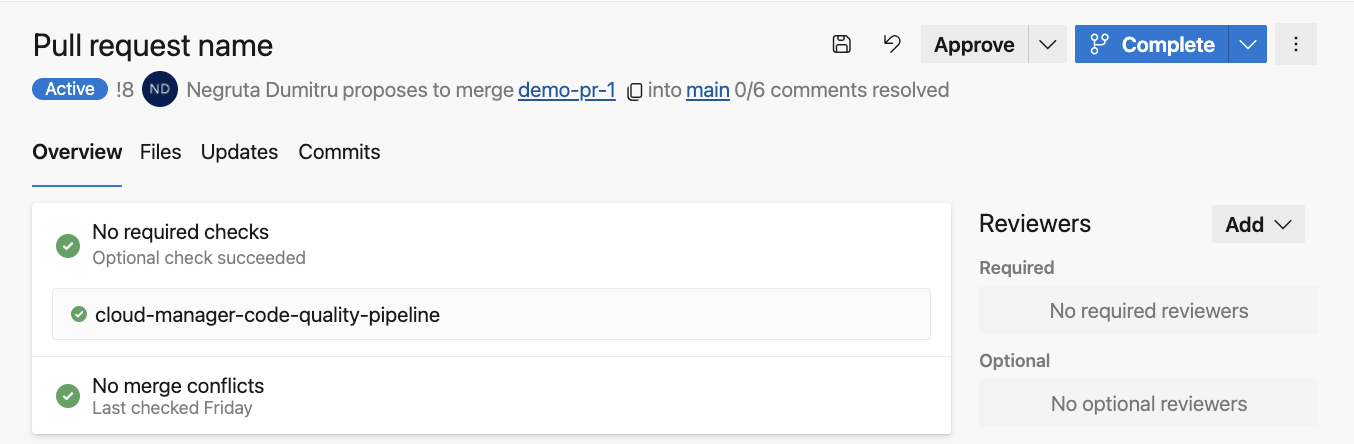 Pull request name
Approve
Complete
Active !8 ND Negruta Dumitru proposes to merge demo-pr-1 into main 0/6 comments resolved
Overview Files Updates Commits
No required checks
Optional check succeeded
cloud-manager-code-quality-pipeline
No merge conflicts
Last checked Friday
Reviewers
Add
Required
No required reviewers
Optional
No optional reviewers